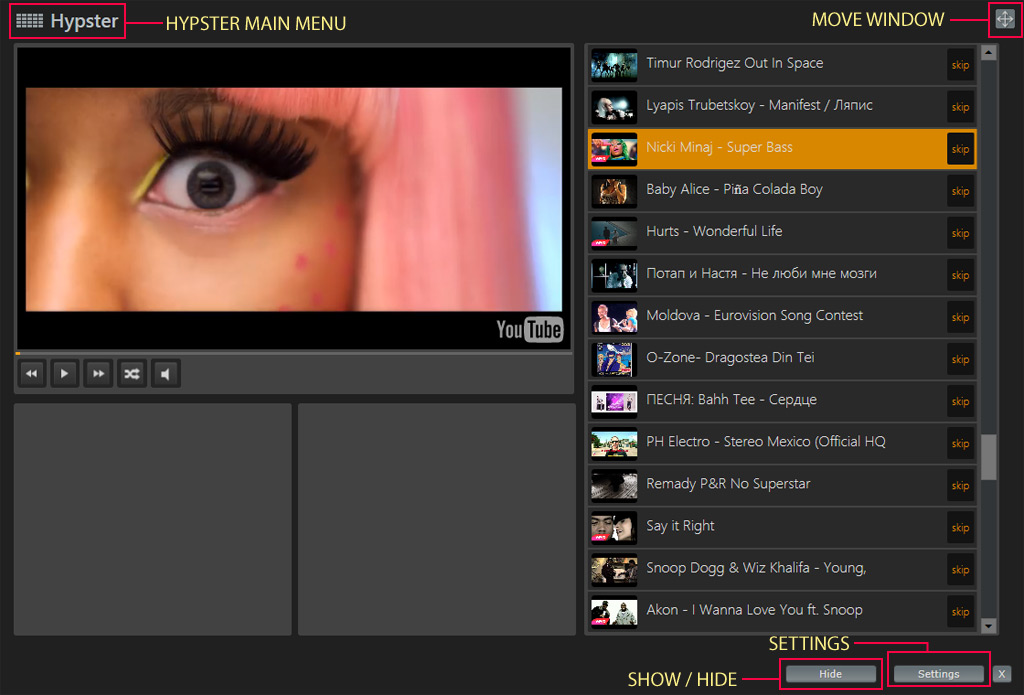 Hypster
HYPSTER MAIN MENU
MOVE WINDOW
Timur Rodrigez Out In Space
skip
Lyapis Trubetskoy - Manifest / Ляпис
skip
Nicki Minaj - Super Bass
skip
Baby Alice - Piña Colada Boy
skip
Hurts - Wonderful Life
skip
Потап и Настя - Не люби мне мозги
skip
Moldova - Eurovision Song Contest
skip
O-Zone- Dragostea Din Tei
skip
ПЕСНЯ: Bahh Tee - Сердце
skip
PH Electro - Stereo Mexico (Official HQ
skip
Remady P&R No Superstar
skip
Say it Right
skip
Snoop Dogg & Wiz Khalifa - Young,
skip
Akon - I Wanna Love You ft. Snoop
skip
YouTube
SETTINGS
SHOW / HIDE
Hide
Settings
X